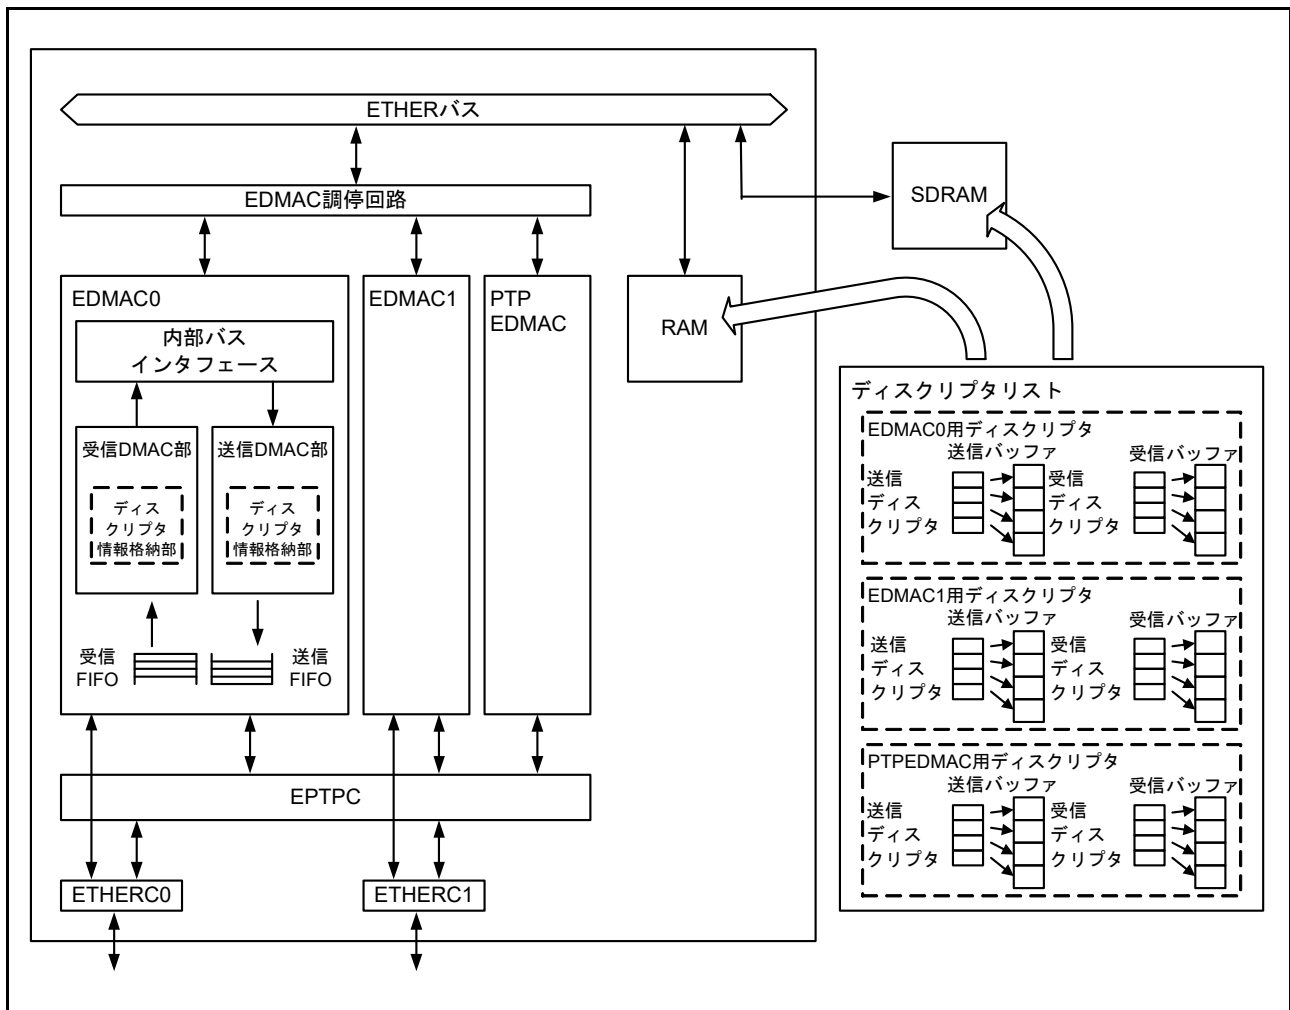 ETHERバス
SDRAM
EDMAC調停回路
EDMAC0
EDMAC1
PTP
EDMAC
RAM
内部バス
インタフェース
受信DMAC部
ディス
クリプタ
情報格納部
送信DMAC部
ディス
クリプタ
情報格納部
受信
FIFO
送信
FIFO
EPTPC
ETHERC0
ETHERC1
ディスクリプタリスト
EDMAC0用ディスクリプタ
送信バッファ
受信バッファ
送信
ディス
クリプタ
受信
ディス
クリプタ
EDMAC1用ディスクリプタ
送信バッファ
受信バッファ
送信
ディス
クリプタ
受信
ディス
クリプタ
PTPEDMAC用ディスクリプタ
送信バッファ
受信バッファ
送信
ディス
クリプタ
受信
ディス
クリプタ